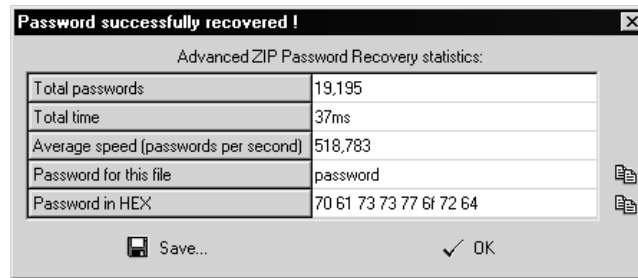 Password successfully recovered !
Advanced ZIP Password Recovery statistics:
Total passwords 19,195
Total time 37ms
Average speed (passwords per second) 518,783
Password for this file password
Password in HEX 70 61 73 73 77 6f 72 64
Save... OK